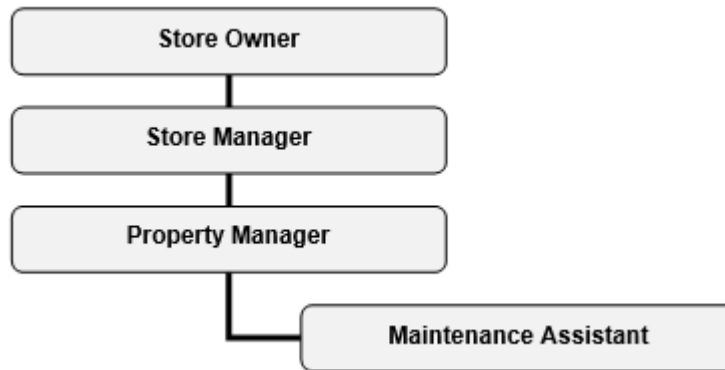 Store Owner
Store Manager
Property Manager
Maintenance Assistant